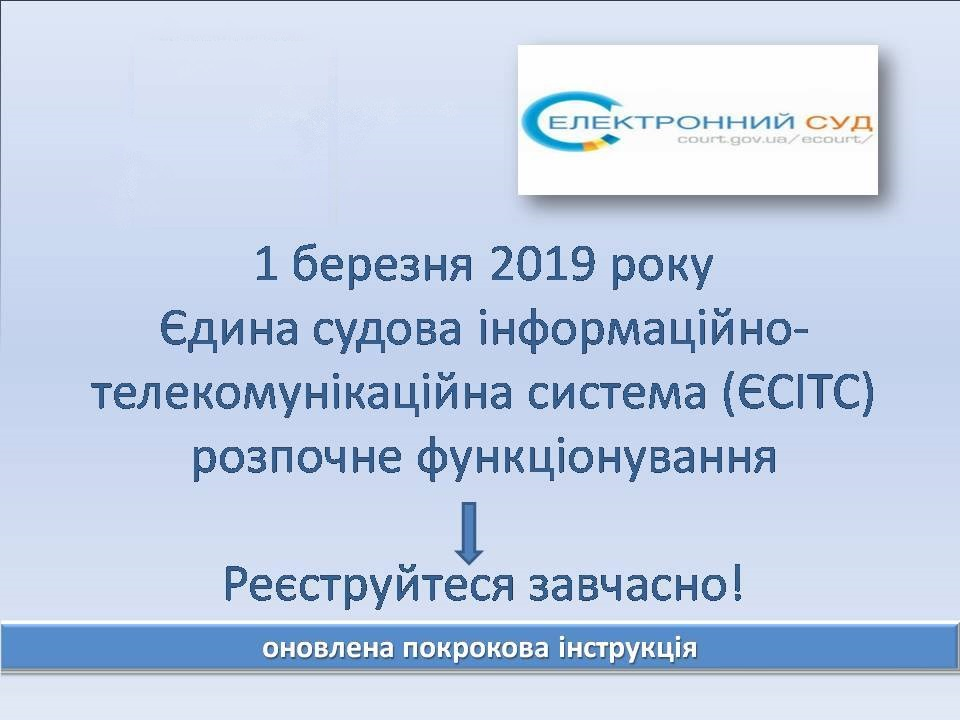 ЕЛЕКТРОННИЙ СУД
court.gov.ua/ecourt/
1 березня 2019 року
Єдина судова інформаційно-
телекомунікаційна система (ЄСІТС)
розпочне функціонування
Реєструйтеся завчасно!
оновлена покрокова інструкція